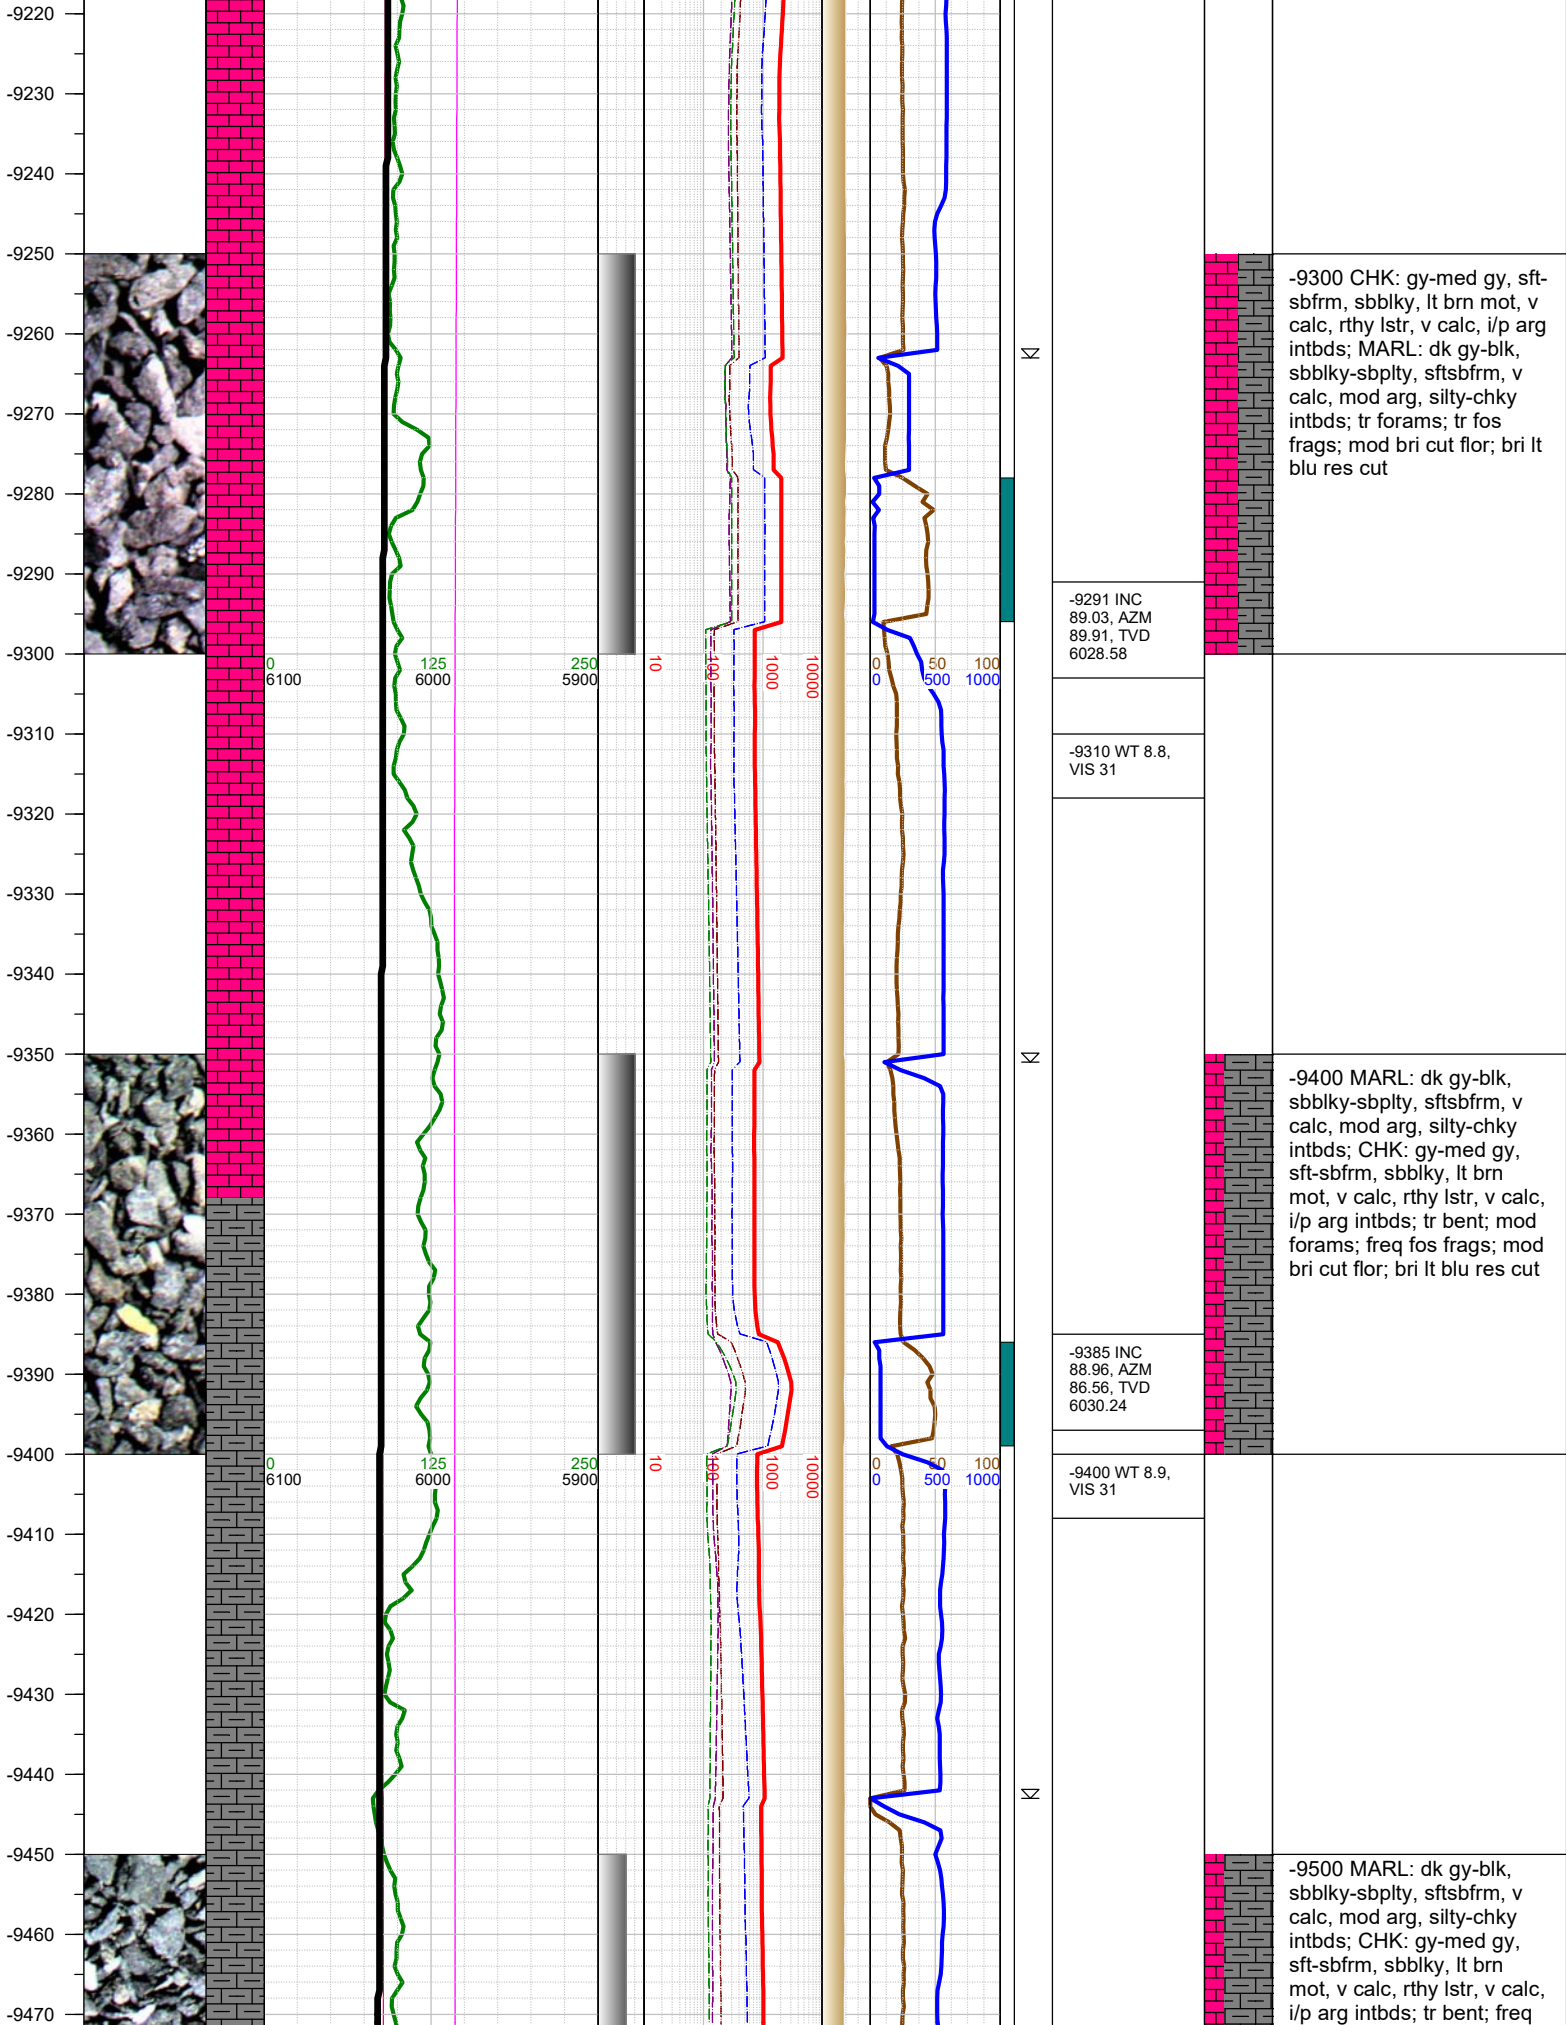 -9220
-9230
-9240
-9250
-9260
-9270
-9280
-9290
-9300
-9310
-9320
-9330
-9340
-9350
-9360
-9370
-9380
-9390
-9400
-9410
-9420
-9430
-9440
-9450
-9460
-9470
0 125 250
6100 6000 5900
10 100 1000 10000
0 50 100
0 500 1000
0 125 250
6100 6000 5900
10 100 1000 10000
0 50 100
0 500 1000
-9291 INC
89.03, AZM
89.91, TVD
6028.58
-9310 WT 8.8,
VIS 31
-9385 INC
88.96, AZM
86.56, TVD
6030.24
-9400 WT 8.9,
VIS 31
-9300 CHK: gy-med gy, sft-
sbfrm, sbblky, lt brn mot, v
calc, rthy lstr, v calc, i/p arg
intbds; MARL: dk gy-blk,
sbblky-sbplty, sftsbfrm, v
calc, mod arg, silty-chky
intbds; tr forams; tr fos
frags; mod bri cut flor; bri lt
blu res cut
-9400 MARL: dk gy-blk,
sbblky-sbplty, sftsbfrm, v
calc, mod arg, silty-chky
intbds; CHK: gy-med gy,
sft-sbfrm, sbblky, lt brn
mot, v calc, rthy lstr, v calc,
i/p arg intbds; tr bent; mod
forams; freq fos frags; mod
bri cut flor; bri lt blu res cut
-9500 MARL: dk gy-blk,
sbblky-sbplty, sftsbfrm, v
calc, mod arg, silty-chky
intbds; CHK: gy-med gy,
sft-sbfrm, sbblky, lt brn
mot, v calc, rthy lstr, v calc,
i/p arg intbds; tr bent; freq